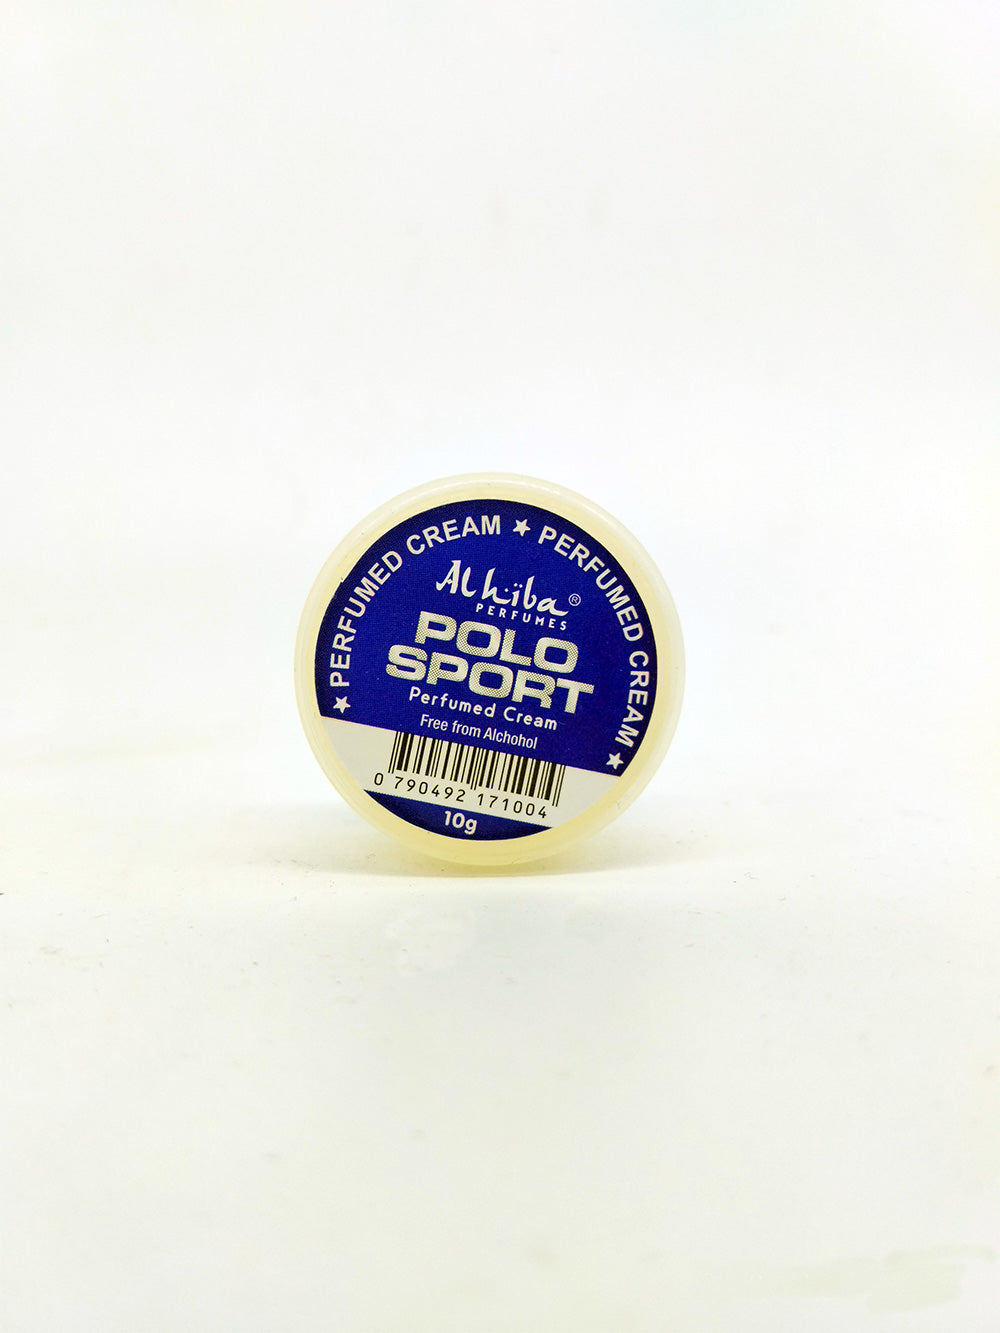 ★ PERFUMED CREAM ★ PERFUMED CREAM ★
Alhiba ®
PERFUMES
POLO
SPORT
Perfumed Cream
Free from Alchohol
0 790492 171004
10g